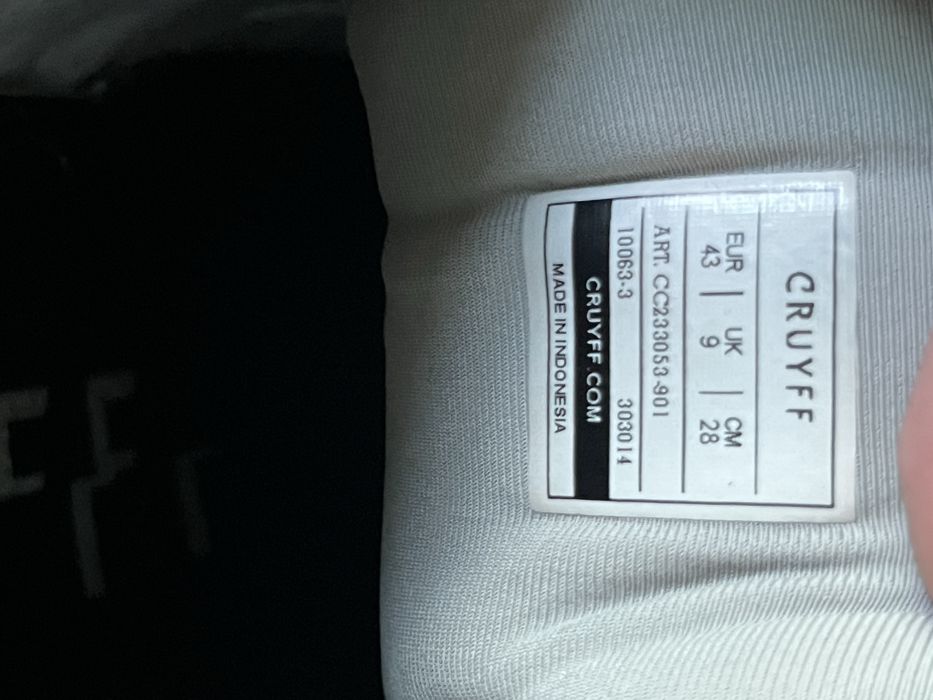 CRUYFF
EUR | UK | CM
43 9 28
ART. CC233053-901
10063-3 303014
CRUYFF.COM
MADE IN INDONESIA